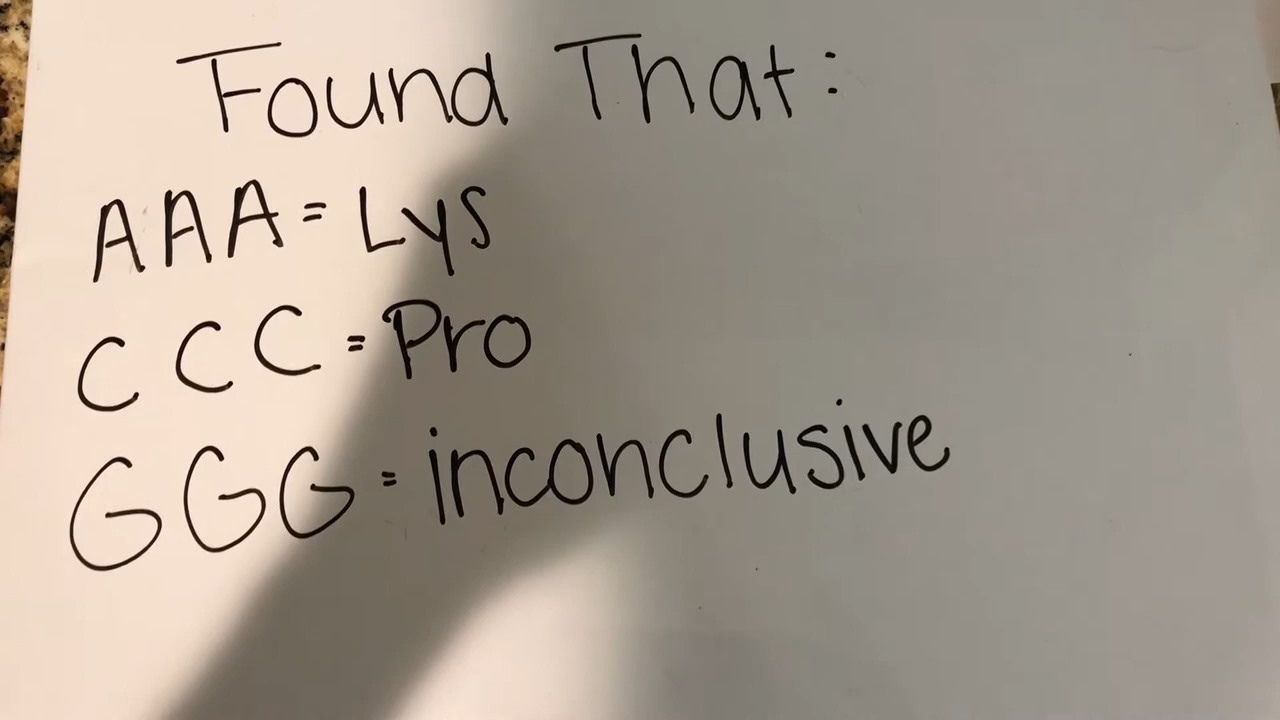 Found That:
AAA = Lys
CCC = Pro
GGG = inconclusive